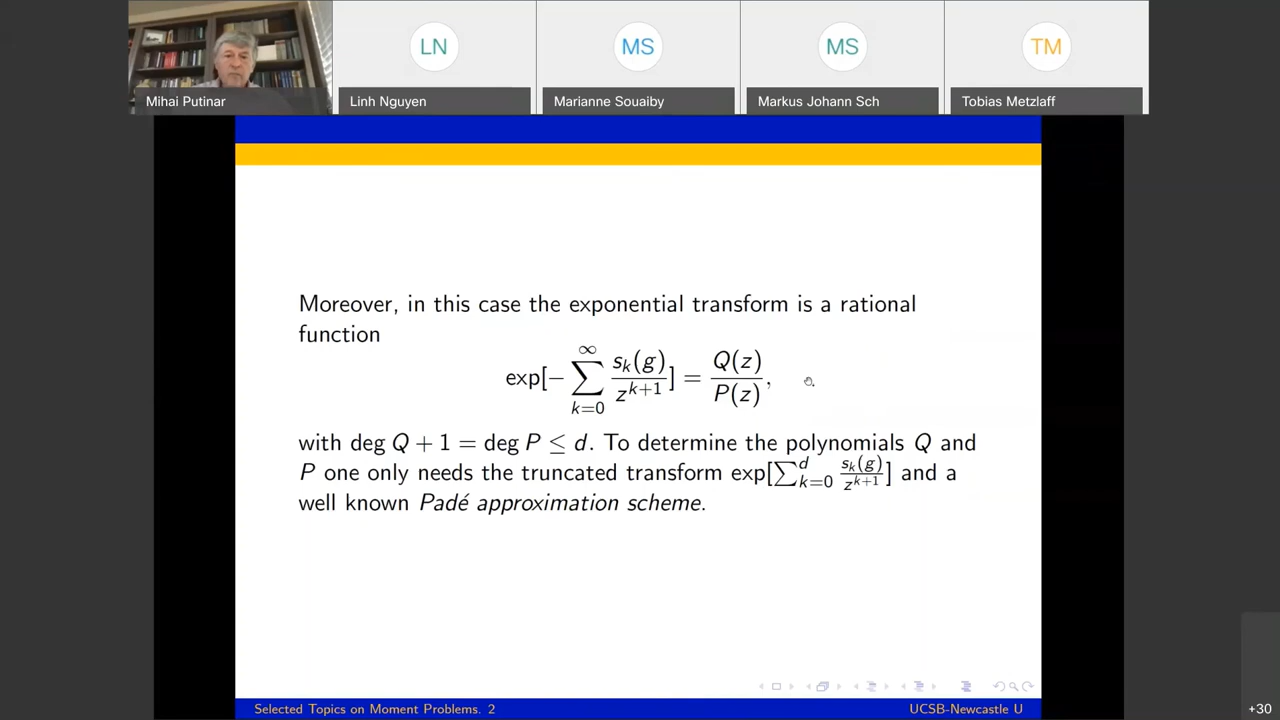 LN
MS
MS
TM
Mihai Putinar
Linh Nguyen
Marianne Souaiby
Markus Johann Sch
Tobias Metzlaff
Moreover, in this case the exponential transform is a rational
function
exp[− ∑_{k=0}^{∞} s_k(g)/z^{k+1}] = Q(z)/P(z),
with deg Q + 1 = deg P ≤ d. To determine the polynomials Q and
P one only needs the truncated transform exp[∑_{k=0}^{d} s_k(g)/z^{k+1}] and a
well known Padé approximation scheme.
Selected Topics on Moment Problems. 2
UCSB-Newcastle U
+30